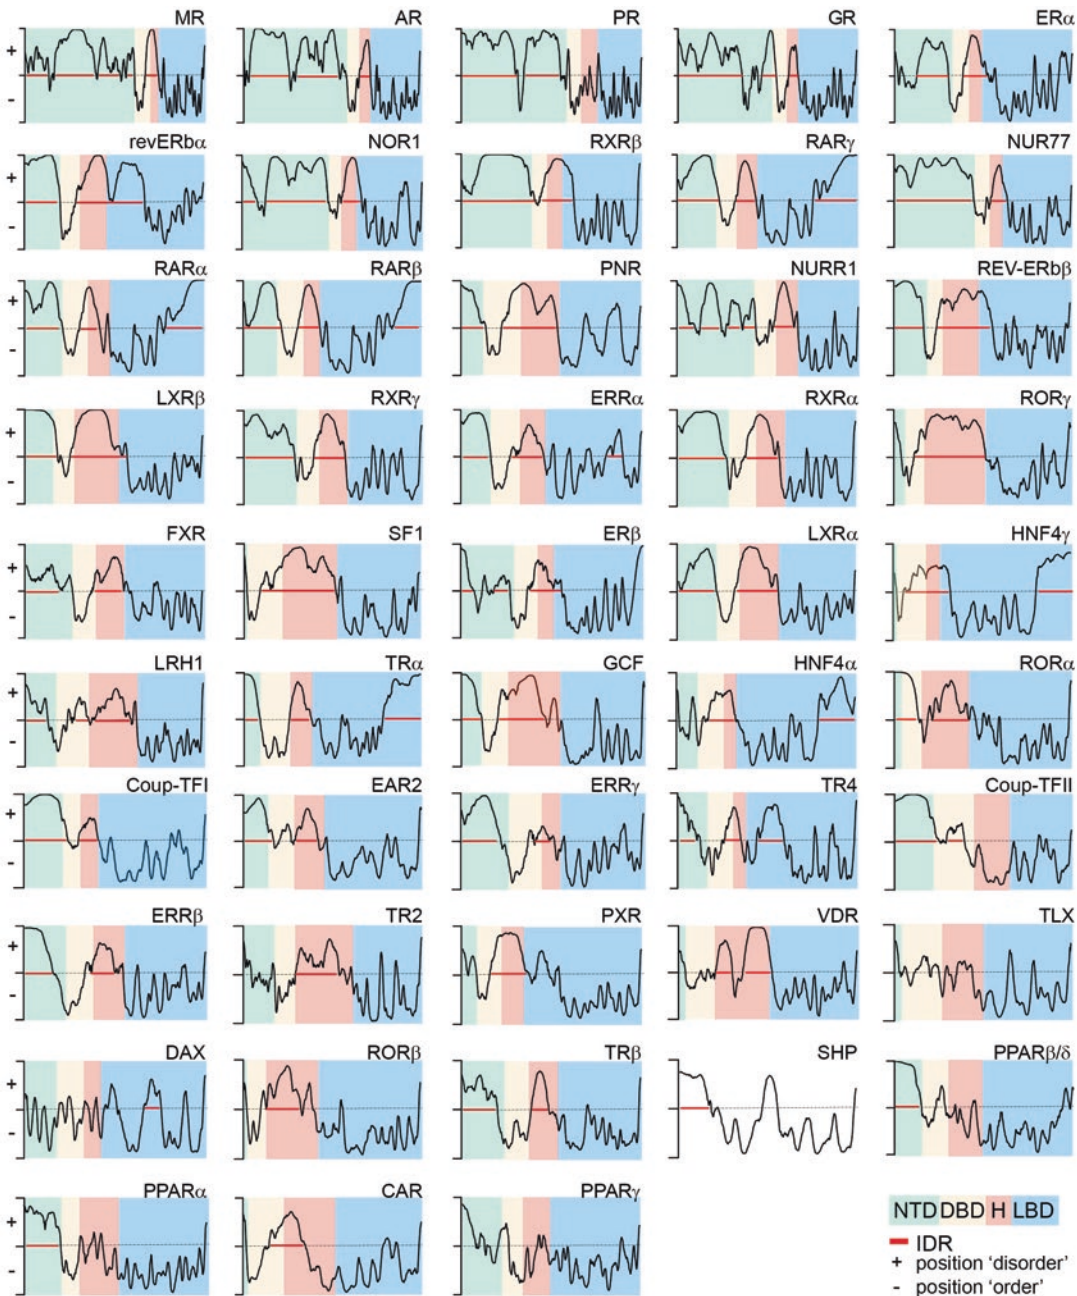 MR AR PR GR ERα
+
-
revERbα NOR1 RXRβ RARγ NUR77
+
-
RARα RARβ PNR NURR1 REV-ERbβ
+
-
LXRβ RXRγ ERRα RXRα RORγ
+
-
FXR SF1 ERβ LXRα HNF4γ
+
-
LRH1 TRα GCF HNF4α RORα
+
-
Coup-TFI EAR2 ERRγ TR4 Coup-TFII
+
-
ERRβ TR2 PXR VDR TLX
+
-
DAX RORβ TRβ SHP PPARβ/δ
+
-
PPARα CAR PPARγ
+
-
NTD DBD H LBD
IDR
+ position 'disorder'
- position 'order'